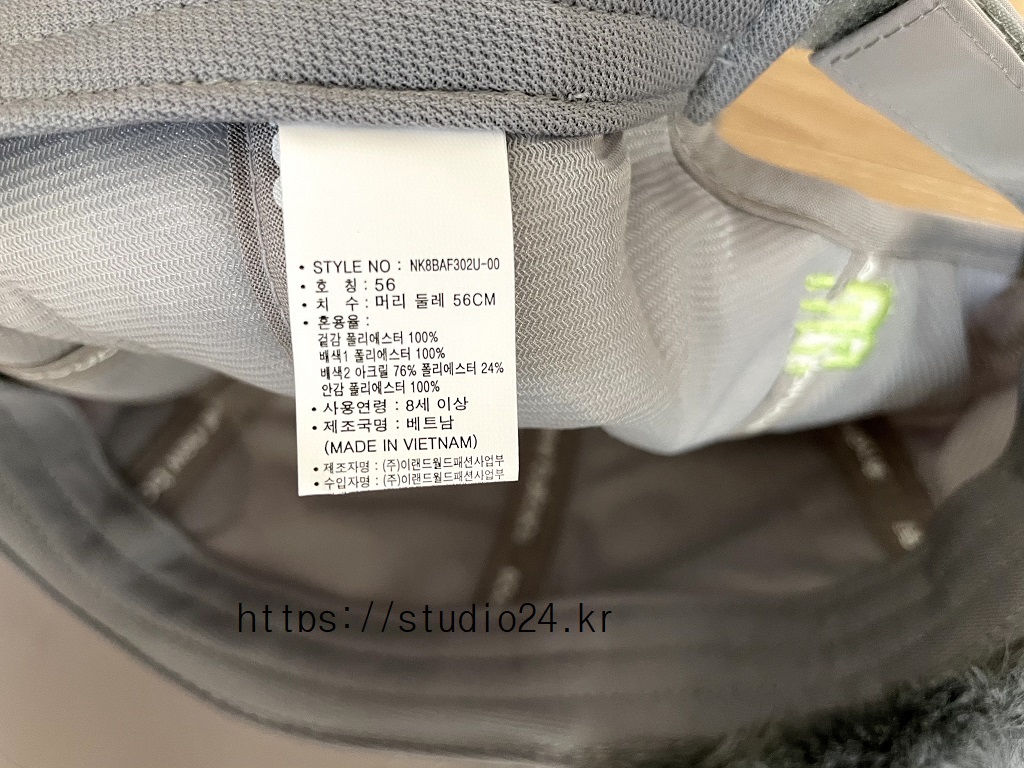 • STYLE NO : NK8BAF302U-00
• 호 칭 : 56
• 치 수 : 머리 둘레 56CM
• 혼용율 :
겉감 폴리에스터 100%
배색1 폴리에스터 100%
배색2 아크릴 76% 폴리에스터 24%
안감 폴리에스터 100%
• 사용연령 : 8세 이상
• 제조국명 : 베트남
(MADE IN VIETNAM)
• 제조자명 : (주)이랜드월드패션사업부
• 수입자명 : (주)이랜드월드패션사업부
https://studio24.kr